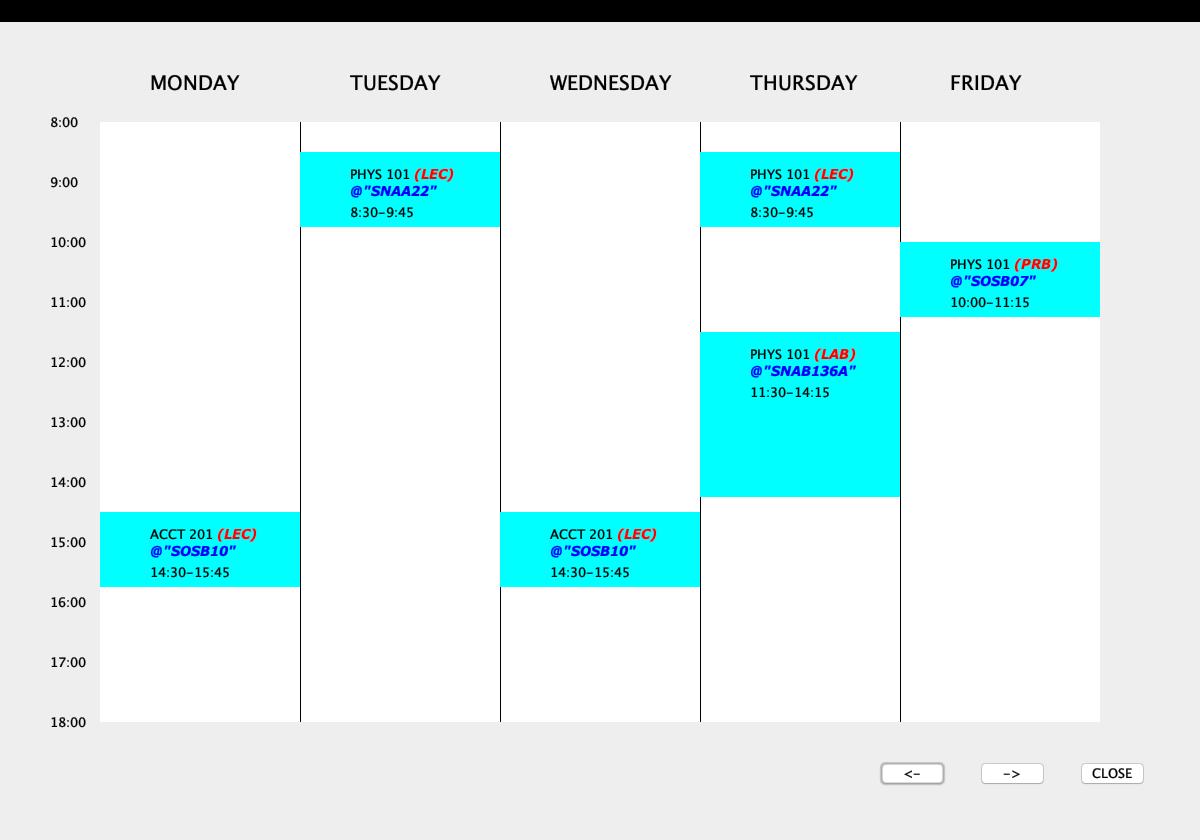 MONDAY TUESDAY WEDNESDAY THURSDAY FRIDAY
8:00
PHYS 101 (LEC) PHYS 101 (LEC)
9:00 @"SNAA22" @"SNAA22"
8:30-9:45 8:30-9:45
10:00
PHYS 101 (PRB)
@"SOSB07"
11:00 10:00-11:15
PHYS 101 (LAB)
12:00 @"SNAB136A"
11:30-14:15
13:00
14:00
ACCT 201 (LEC) ACCT 201 (LEC)
15:00 @"SOSB10" @"SOSB10"
14:30-15:45 14:30-15:45
16:00
17:00
18:00
<- -> CLOSE